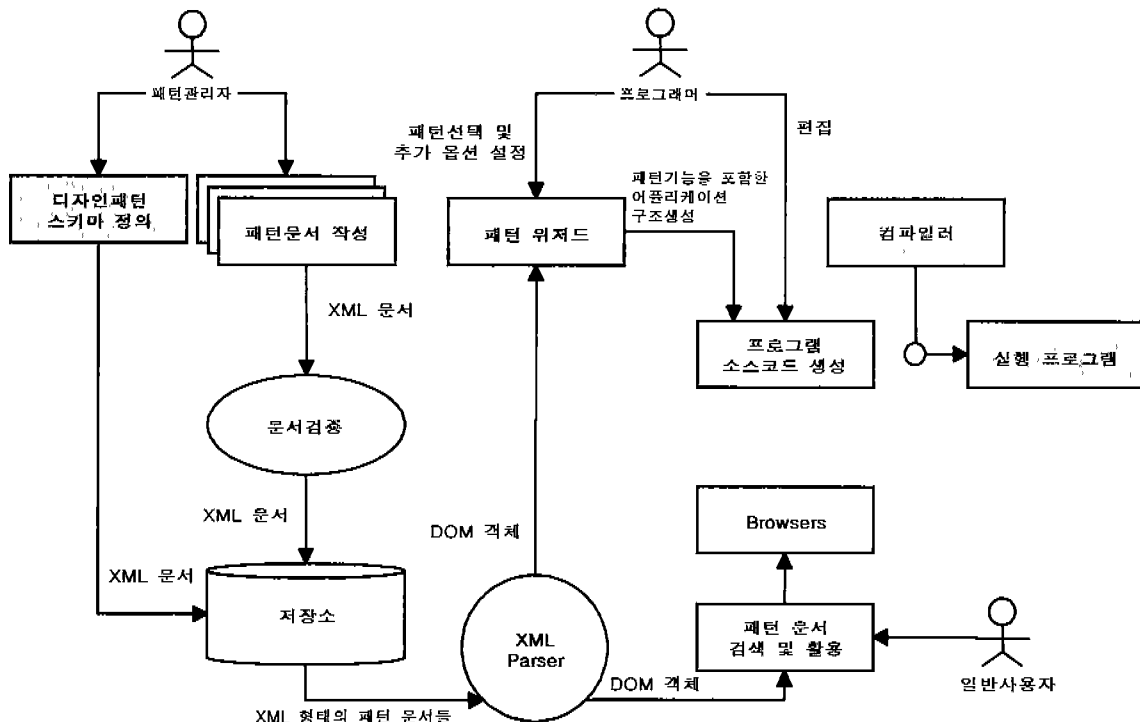 패턴관리자
프로그래머
패턴선택 및
추가 옵션 설정
편집
디자인패턴
스키마 정의
패턴문서 작성
패턴기능을 포함한
어플리케이션
구조생성
패턴 위저드
컴파일러
XML 문서
프로그램
소스코드 생성
실행 프로그램
문서검증
XML 문서
DOM 객체
Browsers
XML 문서
저장소
XML
Parser
패턴 문서
검색 및 활용
DOM 객체
일반사용자
XML 형태의 패턴 문서들